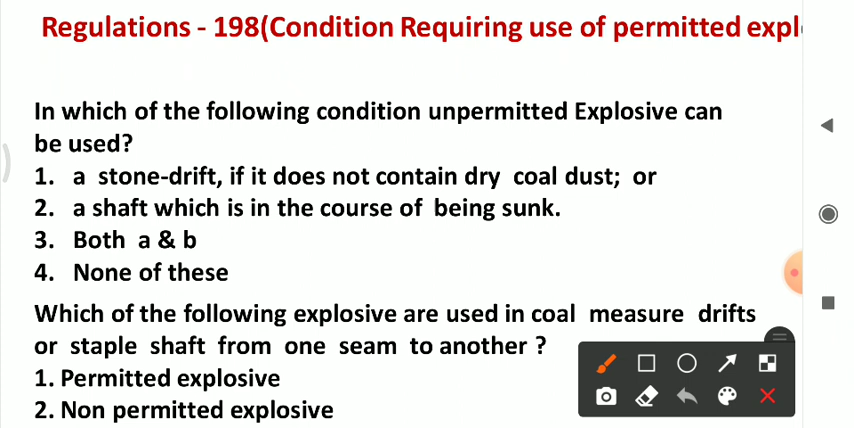 Regulations - 198(Condition Requiring use of permitted expl
In which of the following condition unpermitted Explosive can
be used?
1. a stone-drift, if it does not contain dry coal dust; or
2. a shaft which is in the course of being sunk.
3. Both a & b
4. None of these
Which of the following explosive are used in coal measure drifts
or staple shaft from one seam to another ?
1. Permitted explosive
2. Non permitted explosive